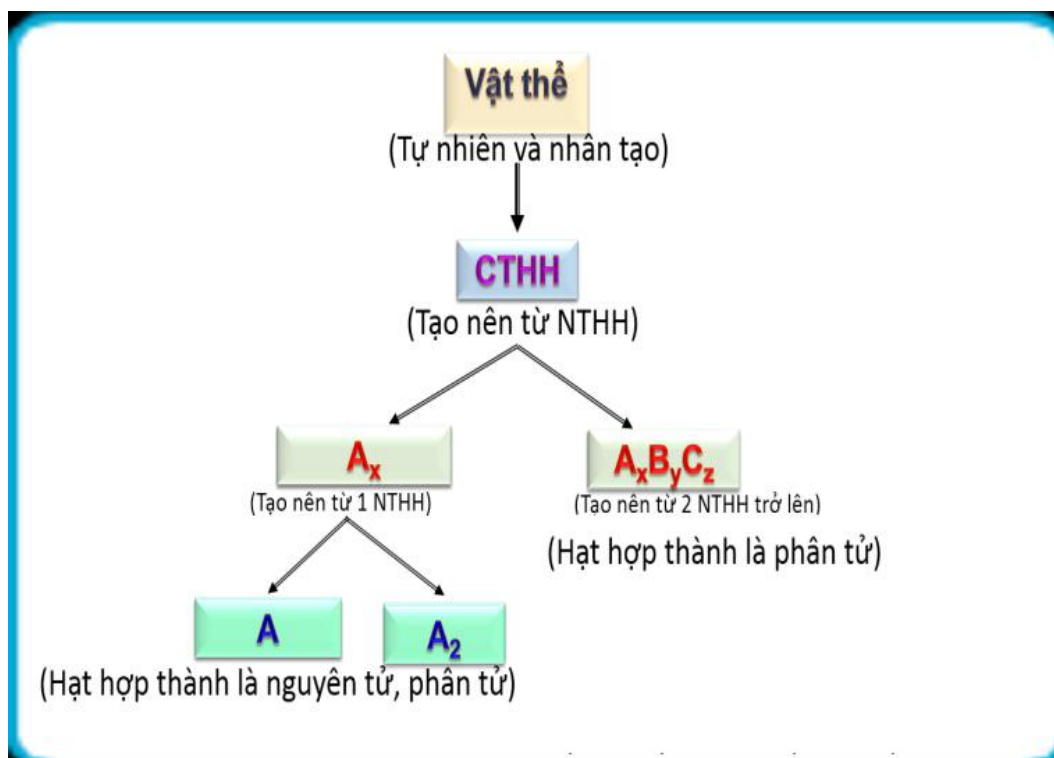 Vật thể
(Tự nhiên và nhân tạo)
CTHH
(Tạo nên từ NTHH)
Aₓ
AₓBᵧC_z
(Tạo nên từ 1 NTHH)
(Tạo nên từ 2 NTHH trở lên)
(Hạt hợp thành là phân tử)
A
A₂
(Hạt hợp thành là nguyên tử, phân tử)